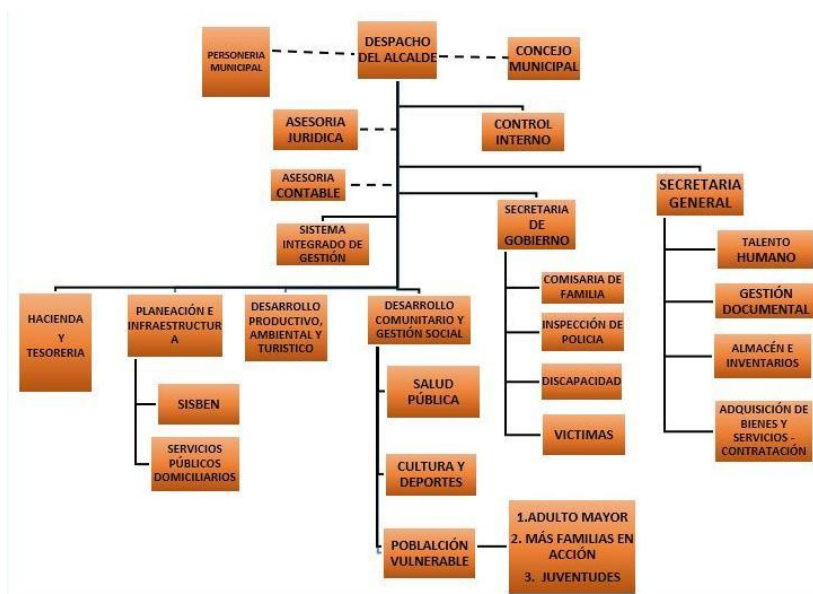 PERSONERIA
MUNICIPAL
DESPACHO
DEL ALCALDE
CONCEJO
MUNICIPAL
ASESORIA
JURIDICA
CONTROL
INTERNO
ASESORIA
CONTABLE
SECRETARIA
GENERAL
SISTEMA
INTEGRADO DE
GESTIÓN
SECRETARIA
DE
GOBIERNO
TALENTO
HUMANO
COMISARIA DE
FAMILIA
GESTIÓN
DOCUMENTAL
HACIENDA
Y
TESORERIA
PLANEACIÓN E
INFRAESTRUCTUR
A
DESARROLLO
PRODUCTIVO,
AMBIENTAL Y
TURISTICO
DESARROLLO
COMUNITARIO Y
GESTIÓN SOCIAL
INSPECCIÓN DE
POLICIA
ALMACÉN E
INVENTARIOS
SISBEN
SALUD
PÚBLICA
DISCAPACIDAD
ADQUISICIÓN DE
BIENES Y
SERVICIOS -
CONTRATACIÓN
SERVICIOS
PÚBLICOS
DOMICILIARIOS
CULTURA Y
DEPORTES
VICTIMAS
POBLALCIÓN
VULNERABLE
1.ADULTO MAYOR
2. MÁS FAMILIAS EN
ACCIÓN
3. JUVENTUDES